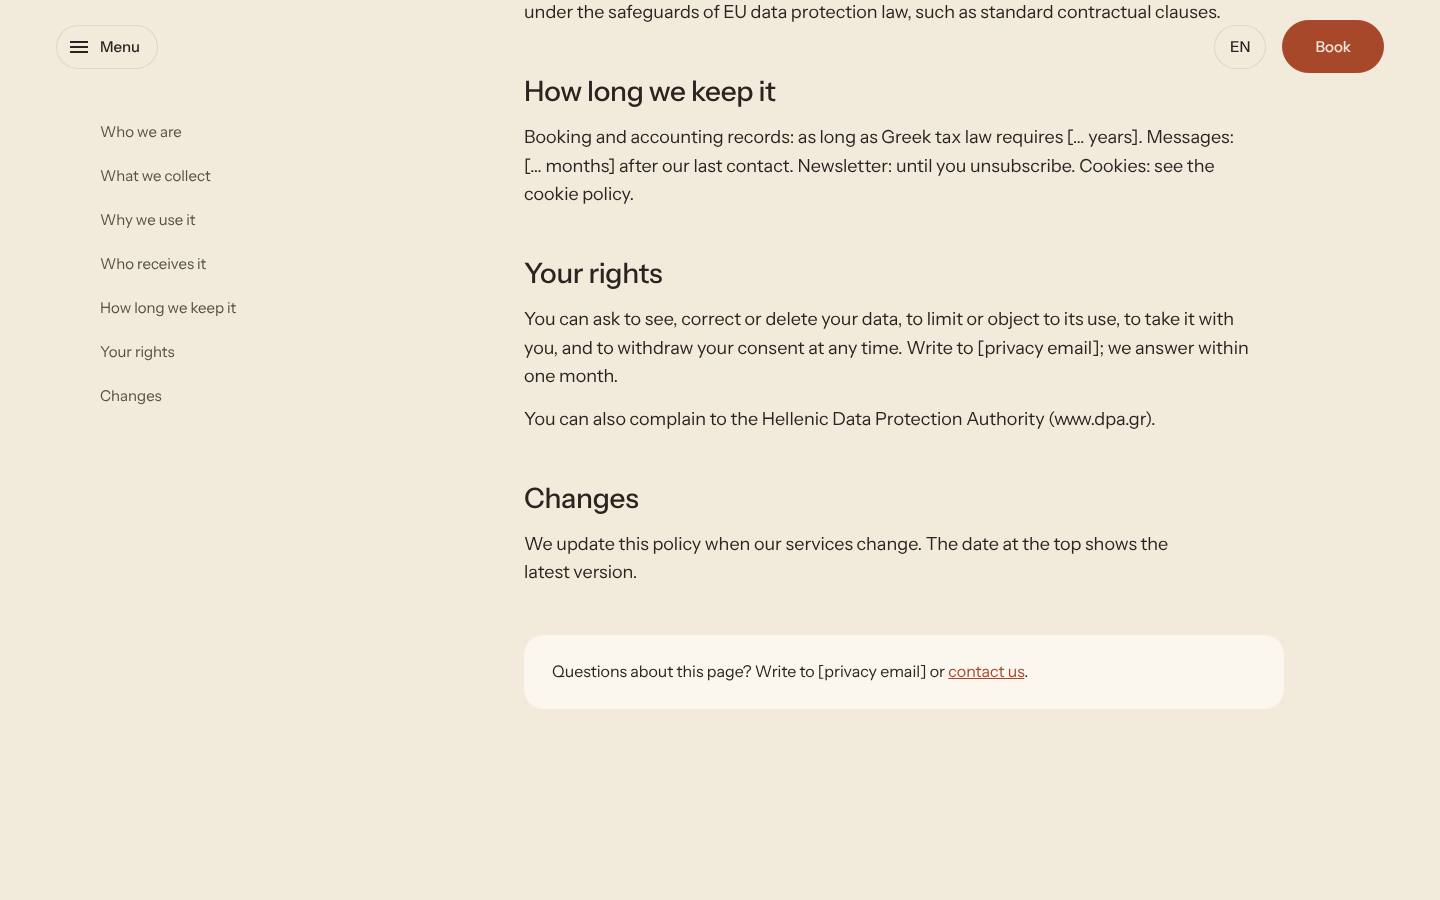 under the safeguards of EU data protection law, such as standard contractual clauses.
Menu
EN
Book
Who we are
What we collect
Why we use it
Who receives it
How long we keep it
Your rights
Changes
How long we keep it
Booking and accounting records: as long as Greek tax law requires [... years]. Messages:
[... months] after our last contact. Newsletter: until you unsubscribe. Cookies: see the
cookie policy.
Your rights
You can ask to see, correct or delete your data, to limit or object to its use, to take it with
you, and to withdraw your consent at any time. Write to [privacy email]; we answer within
one month.
You can also complain to the Hellenic Data Protection Authority (www.dpa.gr).
Changes
We update this policy when our services change. The date at the top shows the
latest version.
Questions about this page? Write to [privacy email] or contact us.